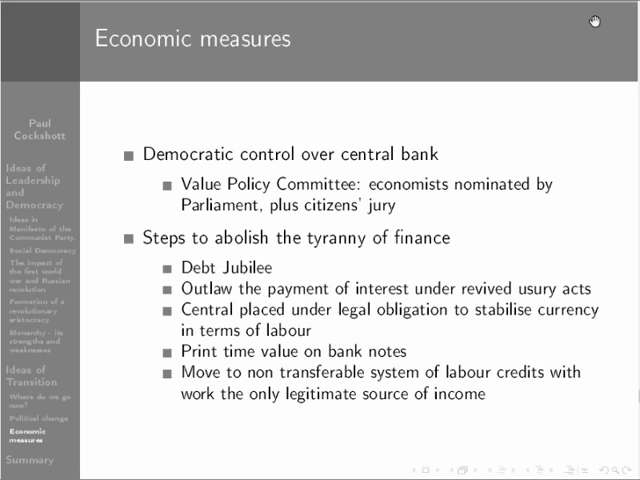 Economic measures
Paul
Cockshott
Ideas of
Leadership
and
Democracy
Ideas in
Manifesto of the
Communist Party.
Social Democracy
The impact of
the first world
war and Russian
revolution
Formation of a
revolutionary
aristocracy
Monarchy - its
strengths and
weaknesses
Ideas of
Transition
Where do we go
now?
Political change
Economic
measures
Summary
Democratic control over central bank
Value Policy Committee: economists nominated by
Parliament, plus citizens' jury
Steps to abolish the tyranny of finance
Debt Jubilee
Outlaw the payment of interest under revived usury acts
Central placed under legal obligation to stabilise currency
in terms of labour
Print time value on bank notes
Move to non transferable system of labour credits with
work the only legitimate source of income